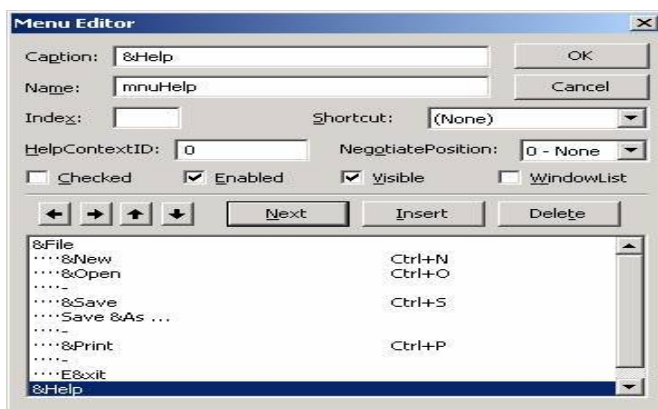 Menu Editor
Caption: &Help OK
Name: mnuHelp Cancel
Index: Shortcut: (None)
HelpContextID: 0 NegotiatePosition: 0 - None
Checked Enabled Visible WindowList
Next Insert Delete
&File
····&New Ctrl+N
····&Open Ctrl+O
····-
····&Save Ctrl+S
····Save &As ...
····-
····&Print Ctrl+P
····-
····E&xit
&Help